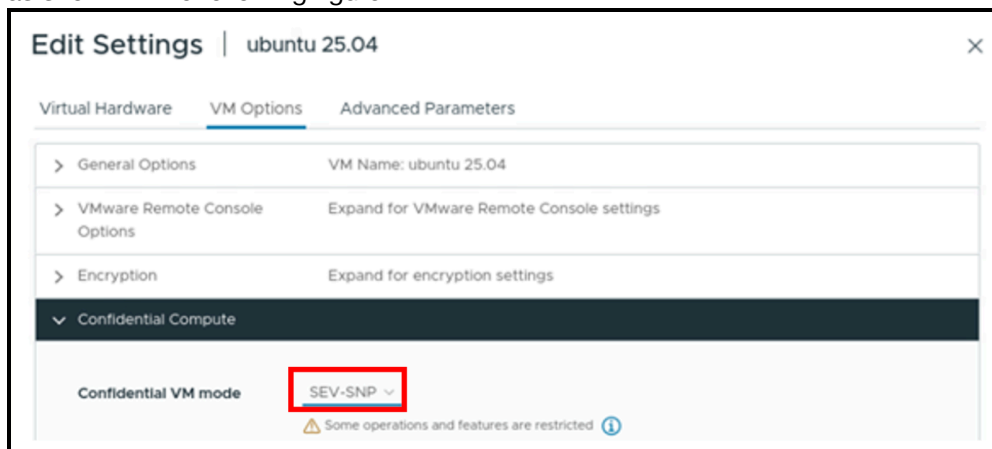 Edit Settings | ubuntu 25.04
Virtual Hardware VM Options Advanced Parameters
General Options VM Name: ubuntu 25.04
VMware Remote Console Expand for VMware Remote Console settings
Options
Encryption Expand for encryption settings
Confidential Compute
Confidential VM mode SEV-SNP
Some operations and features are restricted